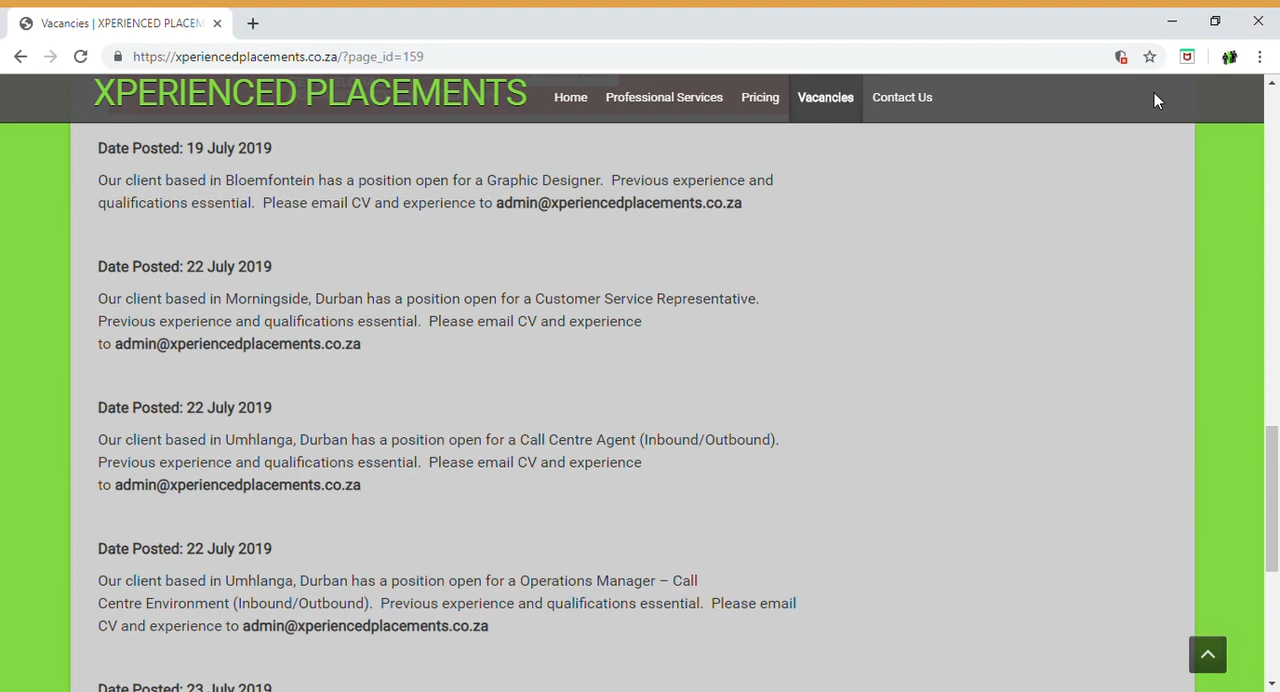 Vacancies | XPERIENCED PLACEM
https://xperiencedplacements.co.za/?page_id=159
XPERIENCED PLACEMENTS
Home Professional Services Pricing Vacancies Contact Us
Date Posted: 19 July 2019
Our client based in Bloemfontein has a position open for a Graphic Designer.  Previous experience and
qualifications essential.  Please email CV and experience to admin@xperiencedplacements.co.za
Date Posted: 22 July 2019
Our client based in Morningside, Durban has a position open for a Customer Service Representative.
Previous experience and qualifications essential.  Please email CV and experience
to admin@xperiencedplacements.co.za
Date Posted: 22 July 2019
Our client based in Umhlanga, Durban has a position open for a Call Centre Agent (Inbound/Outbound).
Previous experience and qualifications essential.  Please email CV and experience
to admin@xperiencedplacements.co.za
Date Posted: 22 July 2019
Our client based in Umhlanga, Durban has a position open for a Operations Manager – Call
Centre Environment (Inbound/Outbound).  Previous experience and qualifications essential.  Please email
CV and experience to admin@xperiencedplacements.co.za
Date Posted: 23 July 2019